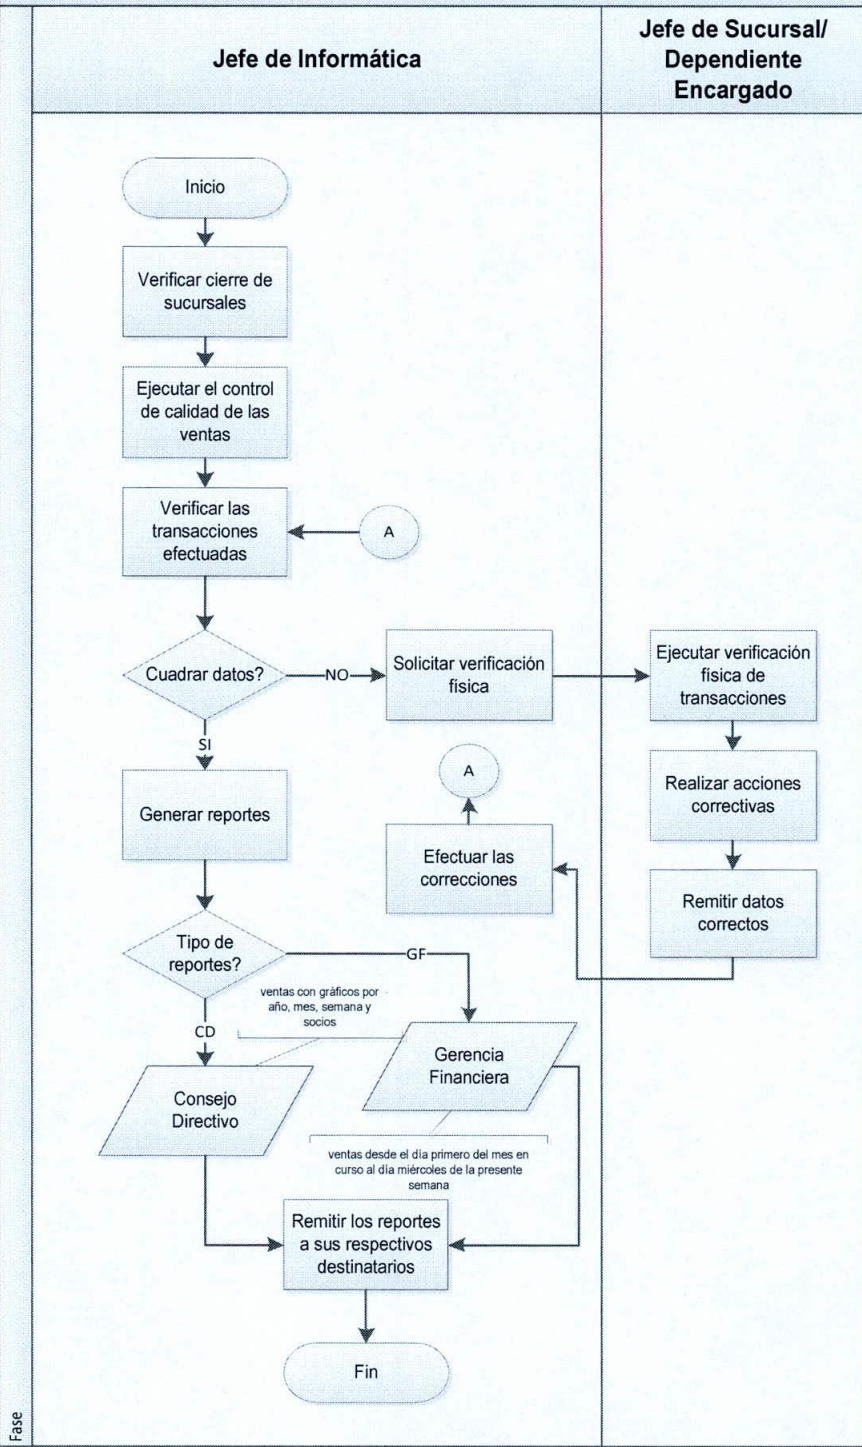 Jefe de Informática
Jefe de Sucursal/
Dependiente
Encargado
Inicio
Verificar cierre de
sucursales
Ejecutar el control
de calidad de las
ventas
Verificar las
transacciones
efectuadas
A
Cuadrar datos?
NO
Solicitar verificación
física
Ejecutar verificación
física de
transacciones
SI
A
Realizar acciones
correctivas
Generar reportes
Efectuar las
correcciones
Remitir datos
correctos
Tipo de
reportes?
GF
ventas con gráficos por
año, mes, semana y
socios
CD
Gerencia
Financiera
Consejo
Directivo
ventas desde el día primero del mes en
curso al día miércoles de la presente
semana
Remitir los reportes
a sus respectivos
destinatarios
Fin
Fase